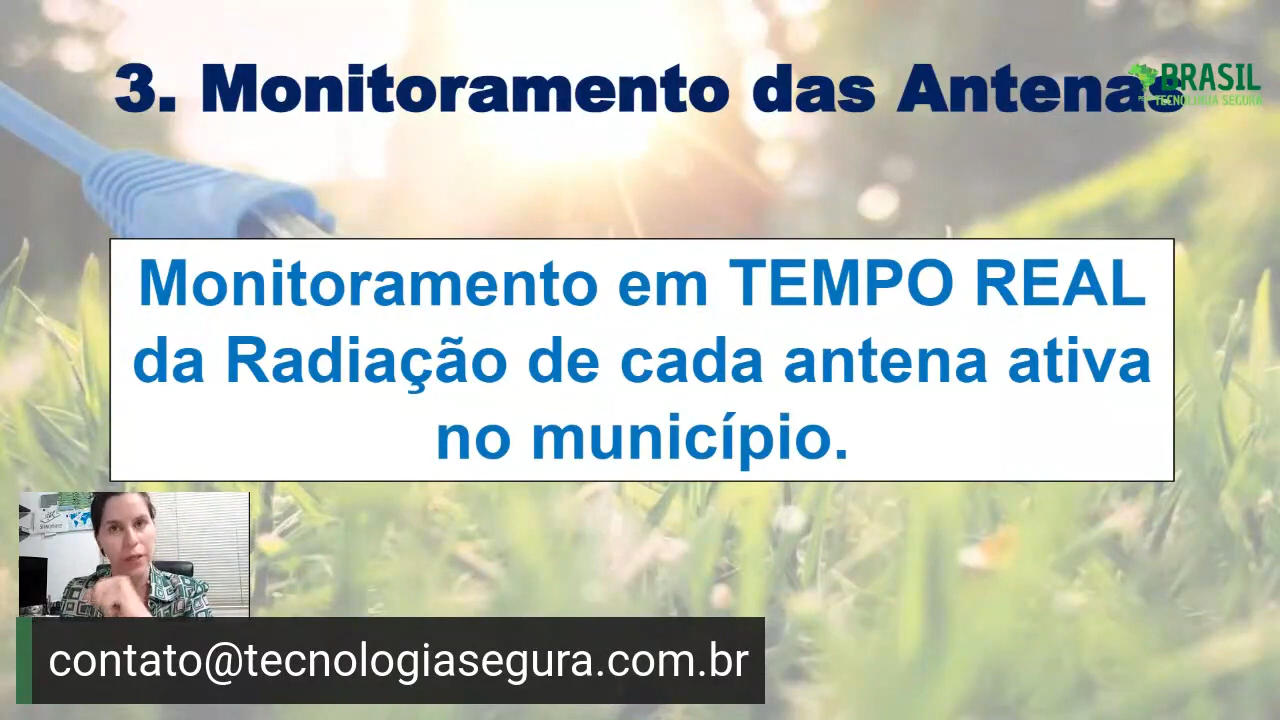 3. Monitoramento das Antenas
BRASIL
TECNOLOGIA SEGURA
Monitoramento em TEMPO REAL
da Radiação de cada antena ativa
no município.
contato@tecnologiasegura.com.br